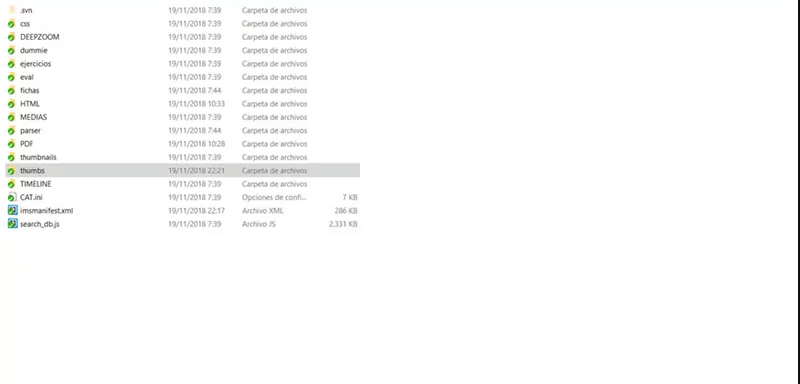 .svn 19/11/2018 7:39 Carpeta de archivos
css 19/11/2018 7:39 Carpeta de archivos
DEEPZOOM 19/11/2018 7:39 Carpeta de archivos
dummie 19/11/2018 7:39 Carpeta de archivos
ejercicios 19/11/2018 7:39 Carpeta de archivos
eval 19/11/2018 7:39 Carpeta de archivos
fichas 19/11/2018 7:44 Carpeta de archivos
HTML 19/11/2018 10:33 Carpeta de archivos
MEDIAS 19/11/2018 7:39 Carpeta de archivos
parser 19/11/2018 7:44 Carpeta de archivos
PDF 19/11/2018 10:28 Carpeta de archivos
thumbnails 19/11/2018 7:39 Carpeta de archivos
thumbs 19/11/2018 22:21 Carpeta de archivos
TIMELINE 19/11/2018 7:39 Carpeta de archivos
CAT.ini 19/11/2018 7:39 Opciones de confi... 7 KB
imsmanifest.xml 19/11/2018 22:17 Archivo XML 286 KB
search_db.js 19/11/2018 7:39 Archivo JS 2.331 KB